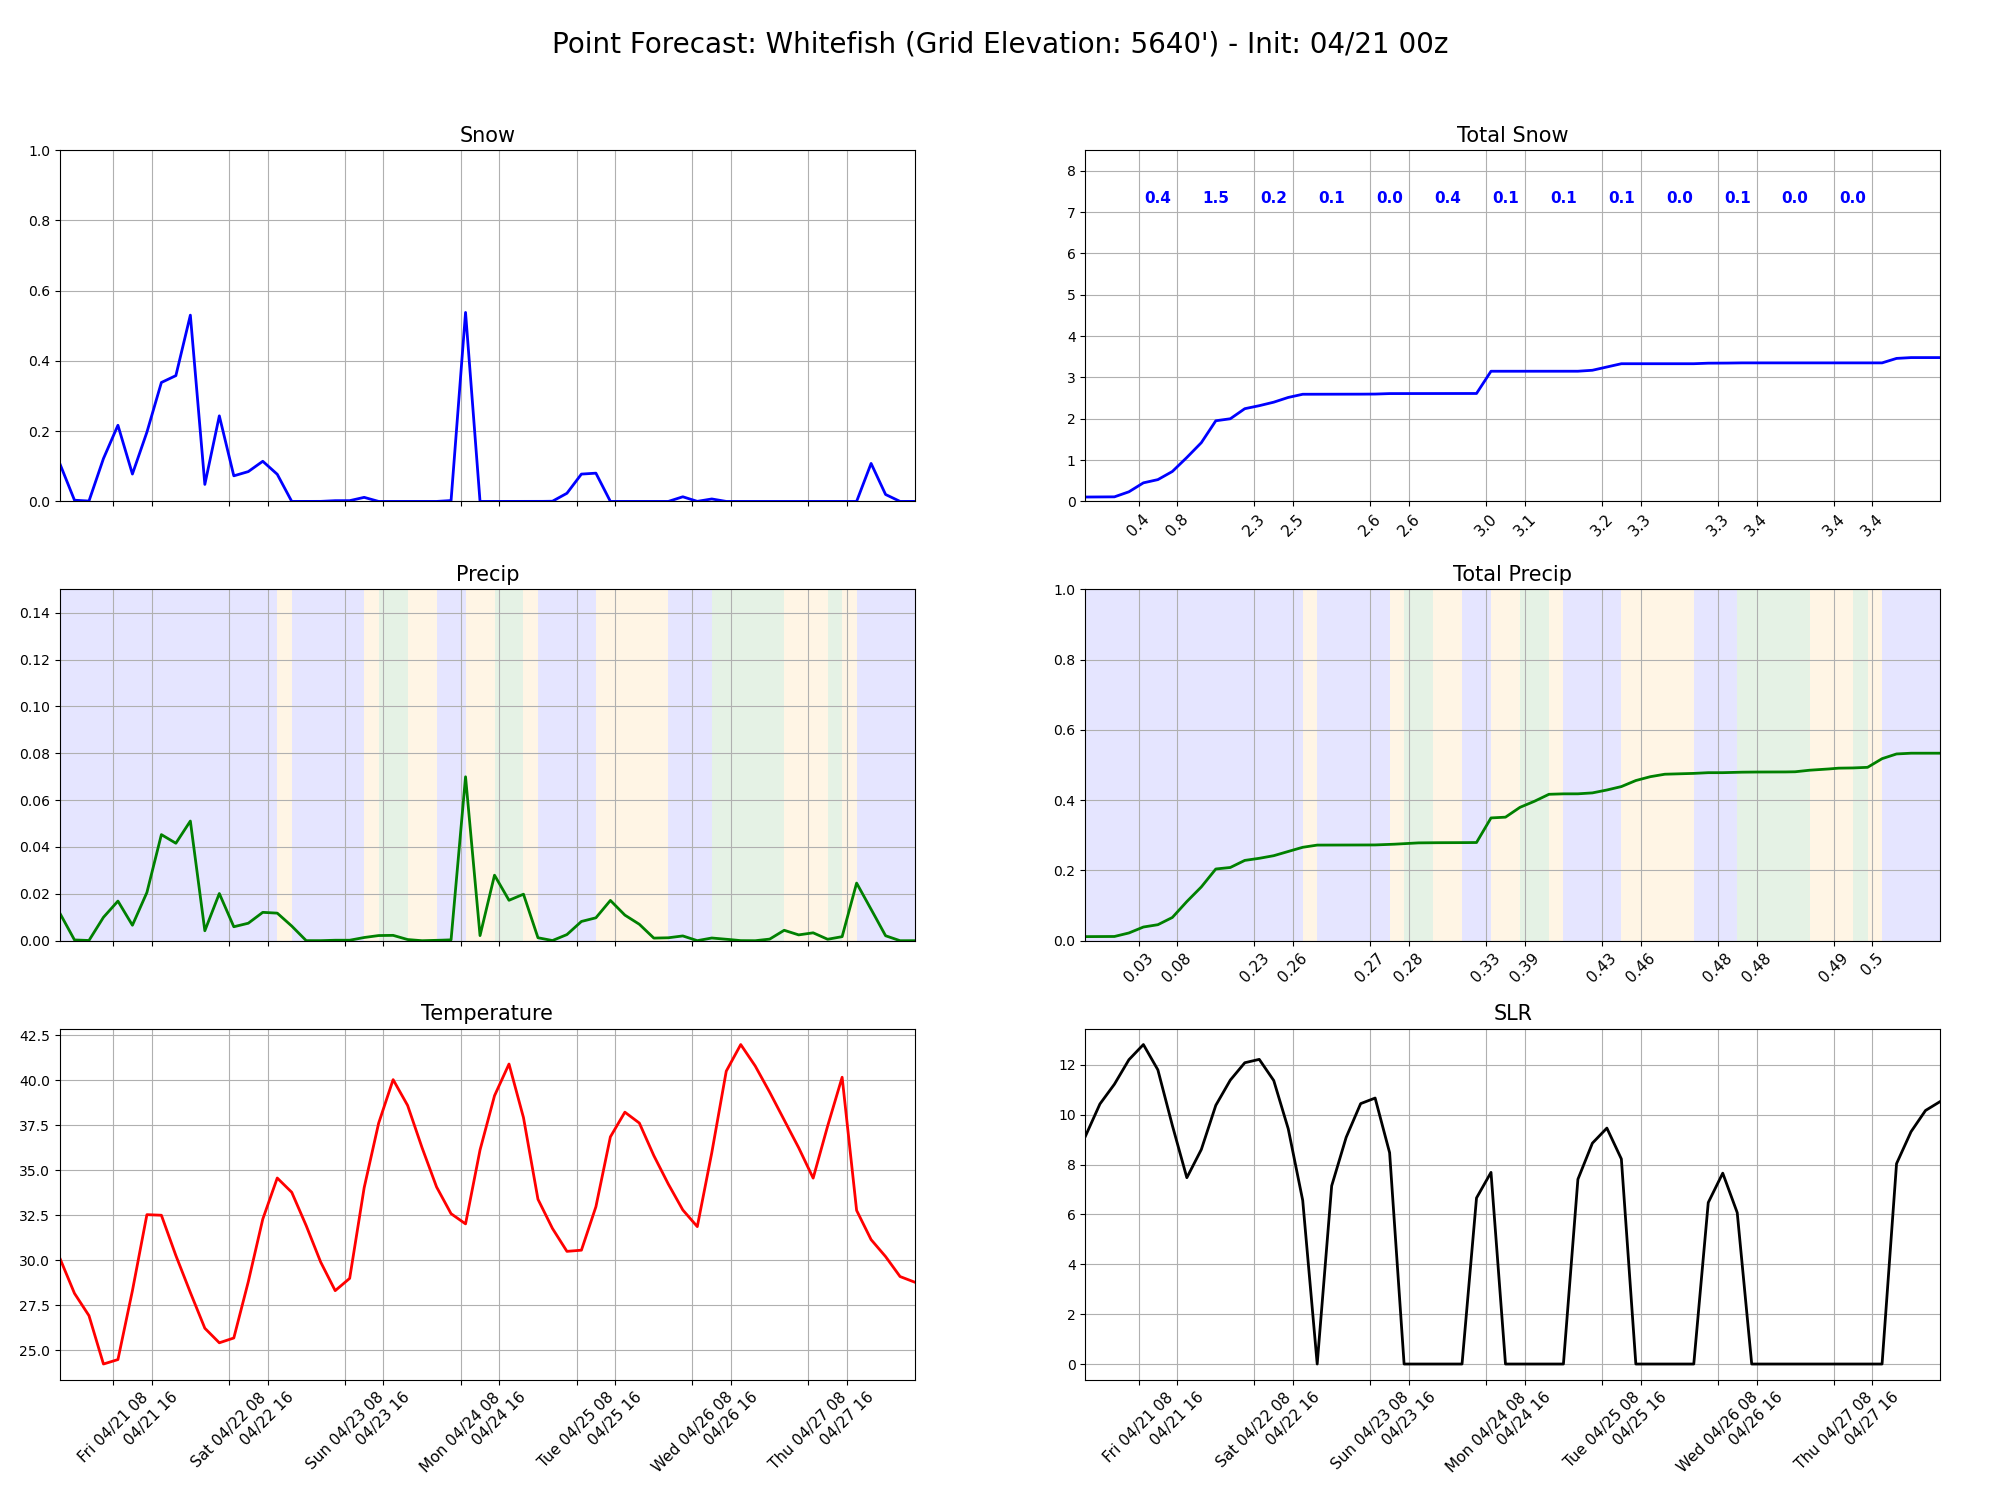 Point Forecast: Whitefish (Grid Elevation: 5640') - Init: 04/21 00z
Snow
1.0
0.8
0.6
0.4
0.2
0.0
Total Snow
8
7
6
5
4
3
2
1
0
0.4 1.5 0.2 0.1 0.0 0.4 0.1 0.1 0.1 0.0 0.1 0.0 0.0
0.4 0.8 2.3 2.5 2.6 2.6 3.0 3.1 3.2 3.3 3.3 3.4 3.4 3.4
Precip
0.14
0.12
0.10
0.08
0.06
0.04
0.02
0.00
Total Precip
1.0
0.8
0.6
0.4
0.2
0.0
0.03 0.08 0.23 0.26 0.27 0.28 0.33 0.39 0.43 0.46 0.48 0.48 0.49 0.5
Temperature
42.5
40.0
37.5
35.0
32.5
30.0
27.5
25.0
Fri 04/21 08
04/21 16
Sat 04/22 08
04/22 16
Sun 04/23 08
04/23 16
Mon 04/24 08
04/24 16
Tue 04/25 08
04/25 16
Wed 04/26 08
04/26 16
Thu 04/27 08
04/27 16
SLR
12
10
8
6
4
2
0
Fri 04/21 08
04/21 16
Sat 04/22 08
04/22 16
Sun 04/23 08
04/23 16
Mon 04/24 08
04/24 16
Tue 04/25 08
04/25 16
Wed 04/26 08
04/26 16
Thu 04/27 08
04/27 16